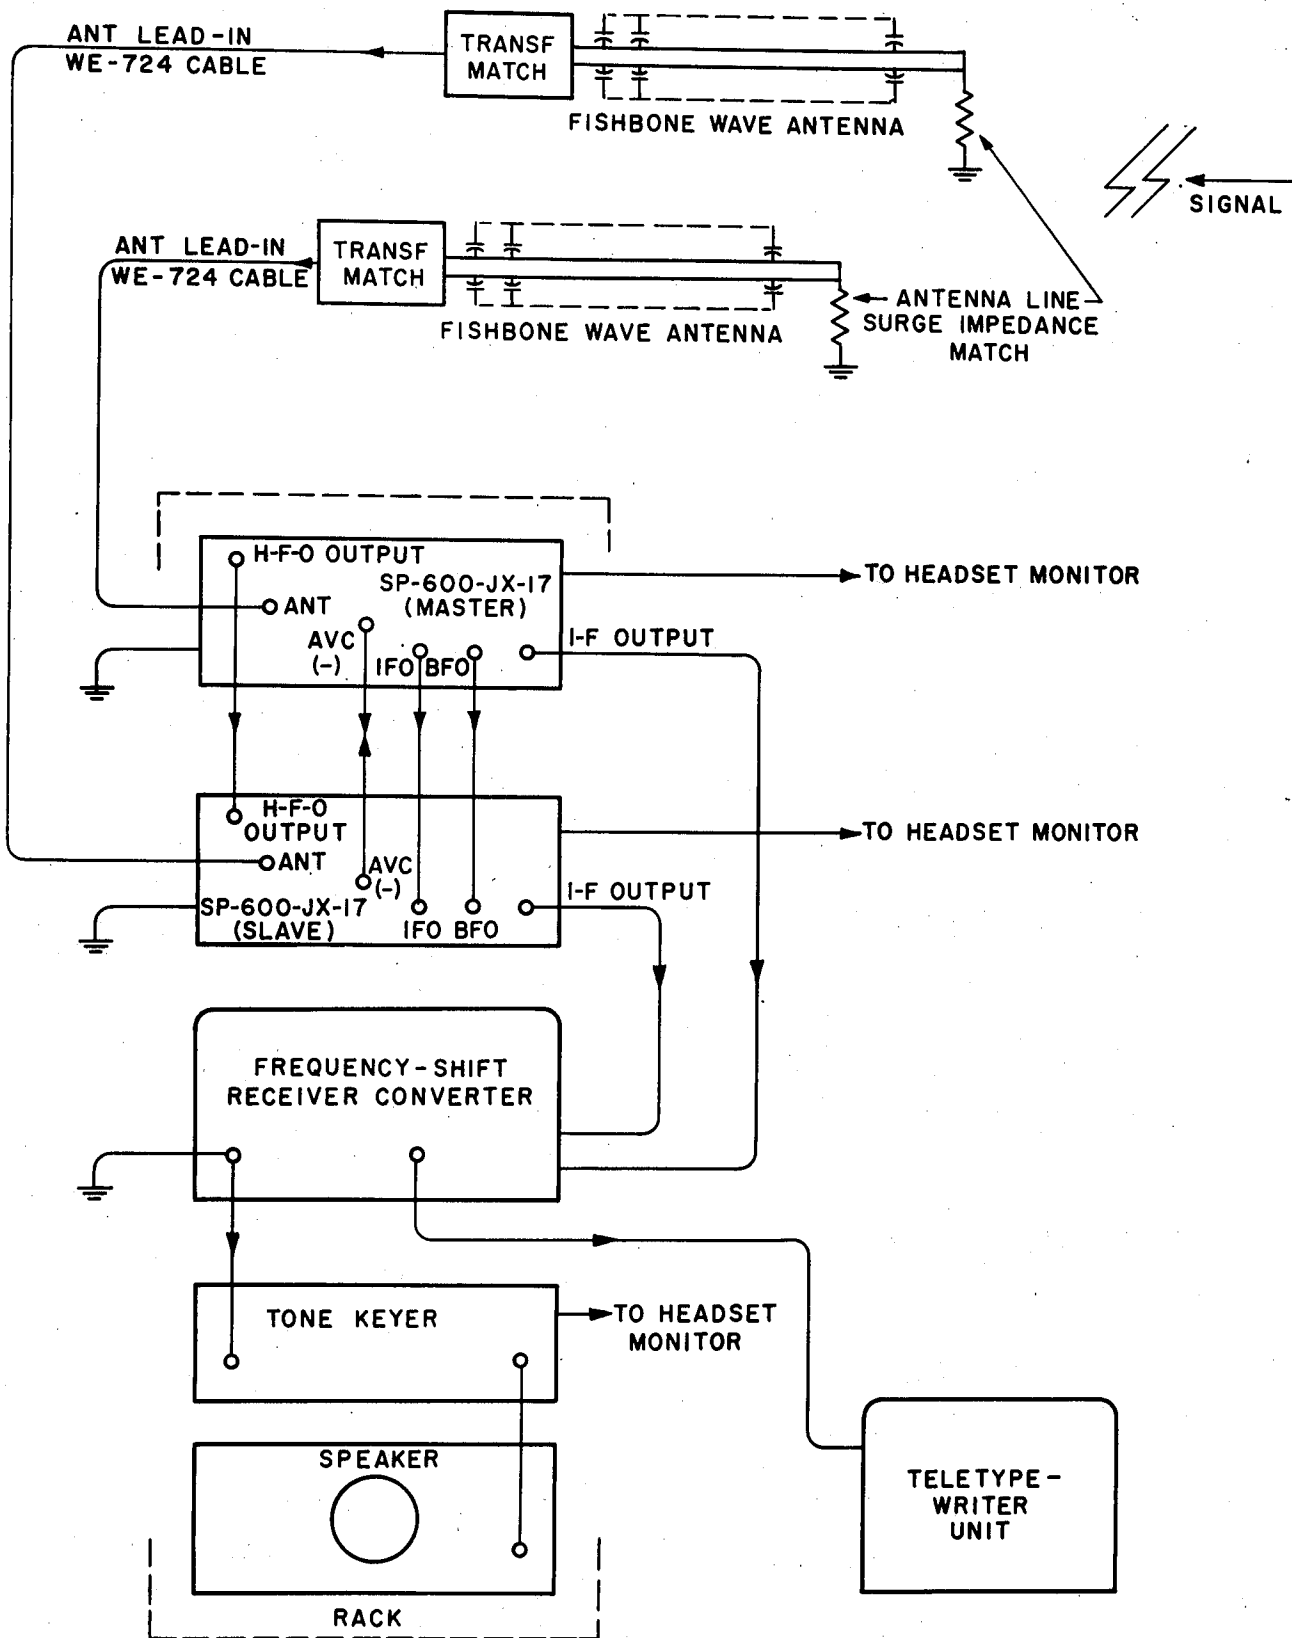 ANT LEAD-IN
WE-724 CABLE
TRANSF
MATCH
FISHBONE WAVE ANTENNA
SIGNAL
ANT LEAD-IN
WE-724 CABLE
TRANSF
MATCH
FISHBONE WAVE ANTENNA
ANTENNA LINE
SURGE IMPEDANCE
MATCH
H-F-O OUTPUT
SP-600-JX-17
(MASTER)
ANT
AVC
(-)
IFO BFO
I-F OUTPUT
TO HEADSET MONITOR
H-F-O
OUTPUT
ANT
AVC
(-)
SP-600-JX-17
(SLAVE)
IFO BFO
I-F OUTPUT
TO HEADSET MONITOR
FREQUENCY-SHIFT
RECEIVER CONVERTER
TONE KEYER
TO HEADSET
MONITOR
SPEAKER
RACK
TELETYPE-
WRITER
UNIT